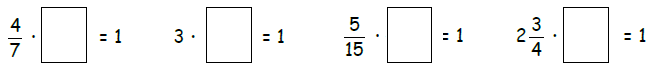 4/7 · □ = 1 3 · □ = 1 5/15 · □ = 1 2 3/4 · □ = 1